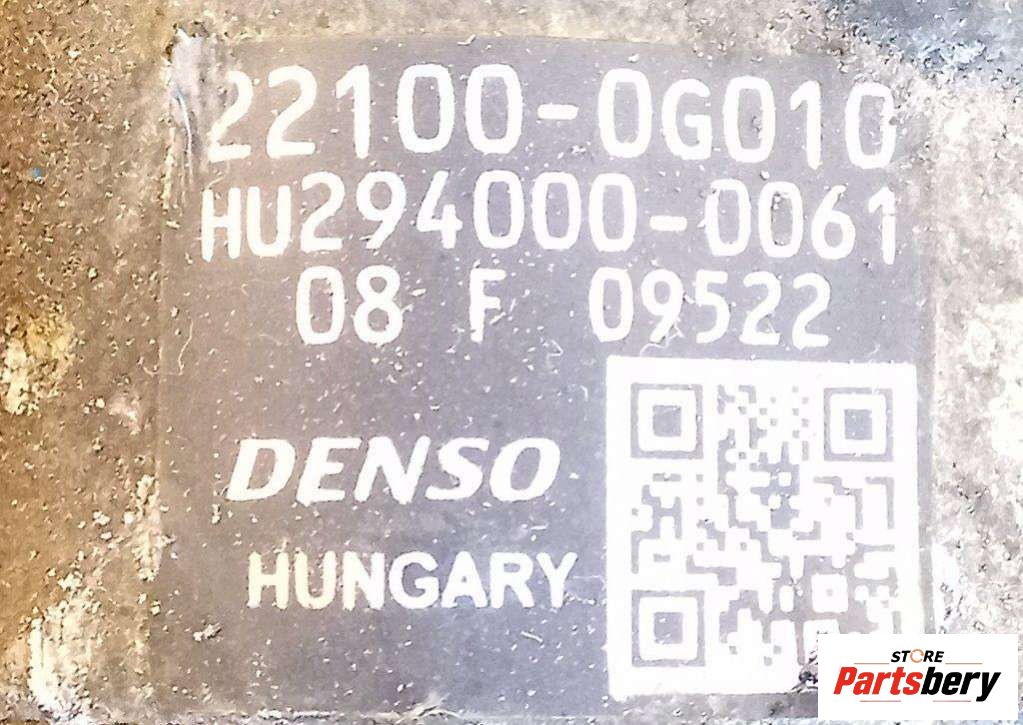 22100-0G010
HU294000-0061
08 F 09522
DENSO
HUNGARY
STORE
Partsbery